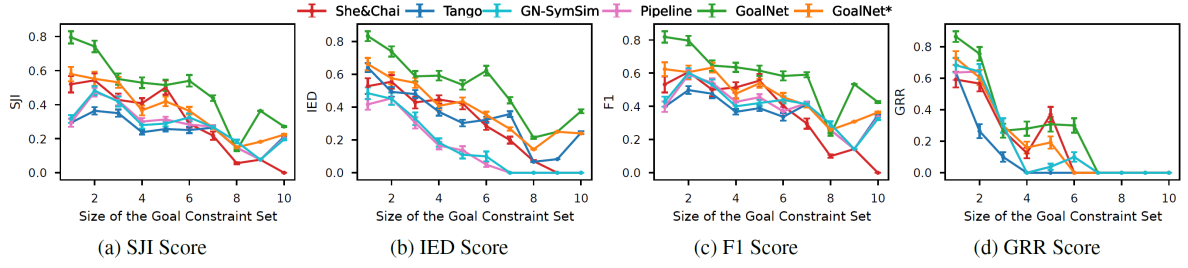 She&Chai Tango GN-SymSim Pipeline GoalNet GoalNet*
SJI
0.8
0.6
0.4
0.2
0.0
2 4 6 8 10
Size of the Goal Constraint Set
(a) SJI Score
IED
0.8
0.6
0.4
0.2
0.0
2 4 6 8 10
Size of the Goal Constraint Set
(b) IED Score
F1
0.8
0.6
0.4
0.2
0.0
2 4 6 8 10
Size of the Goal Constraint Set
(c) F1 Score
GRR
0.8
0.6
0.4
0.2
0.0
2 4 6 8 10
Size of the Goal Constraint Set
(d) GRR Score